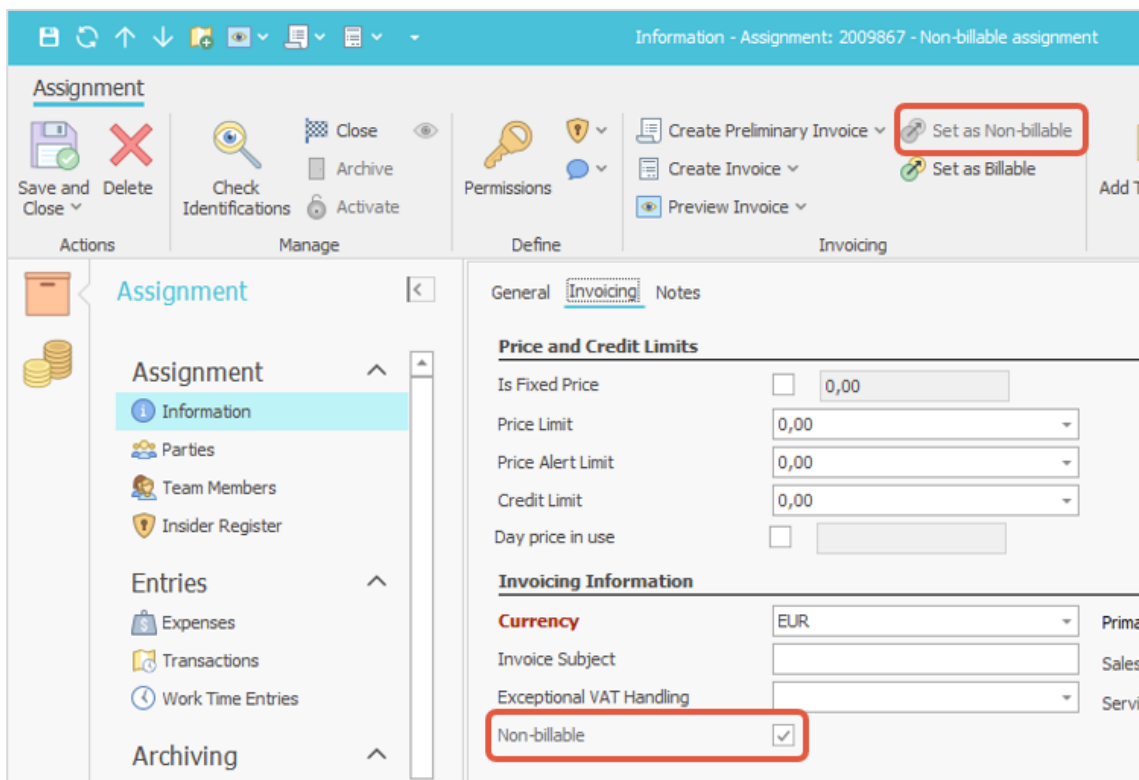 Information - Assignment: 2009867 - Non-billable assignment
Assignment
Save and Close
Delete
Check Identifications
Close
Archive
Activate
Permissions
Create Preliminary Invoice
Create Invoice
Preview Invoice
Set as Non-billable
Set as Billable
Add T
Actions
Manage
Define
Invoicing
Assignment
Assignment
Information
Parties
Team Members
Insider Register
Entries
Expenses
Transactions
Work Time Entries
Archiving
General Invoicing Notes
Price and Credit Limits
Is Fixed Price 0,00
Price Limit 0,00
Price Alert Limit 0,00
Credit Limit 0,00
Day price in use
Invoicing Information
Currency EUR Prima
Invoice Subject Sales
Exceptional VAT Handling Servi
Non-billable